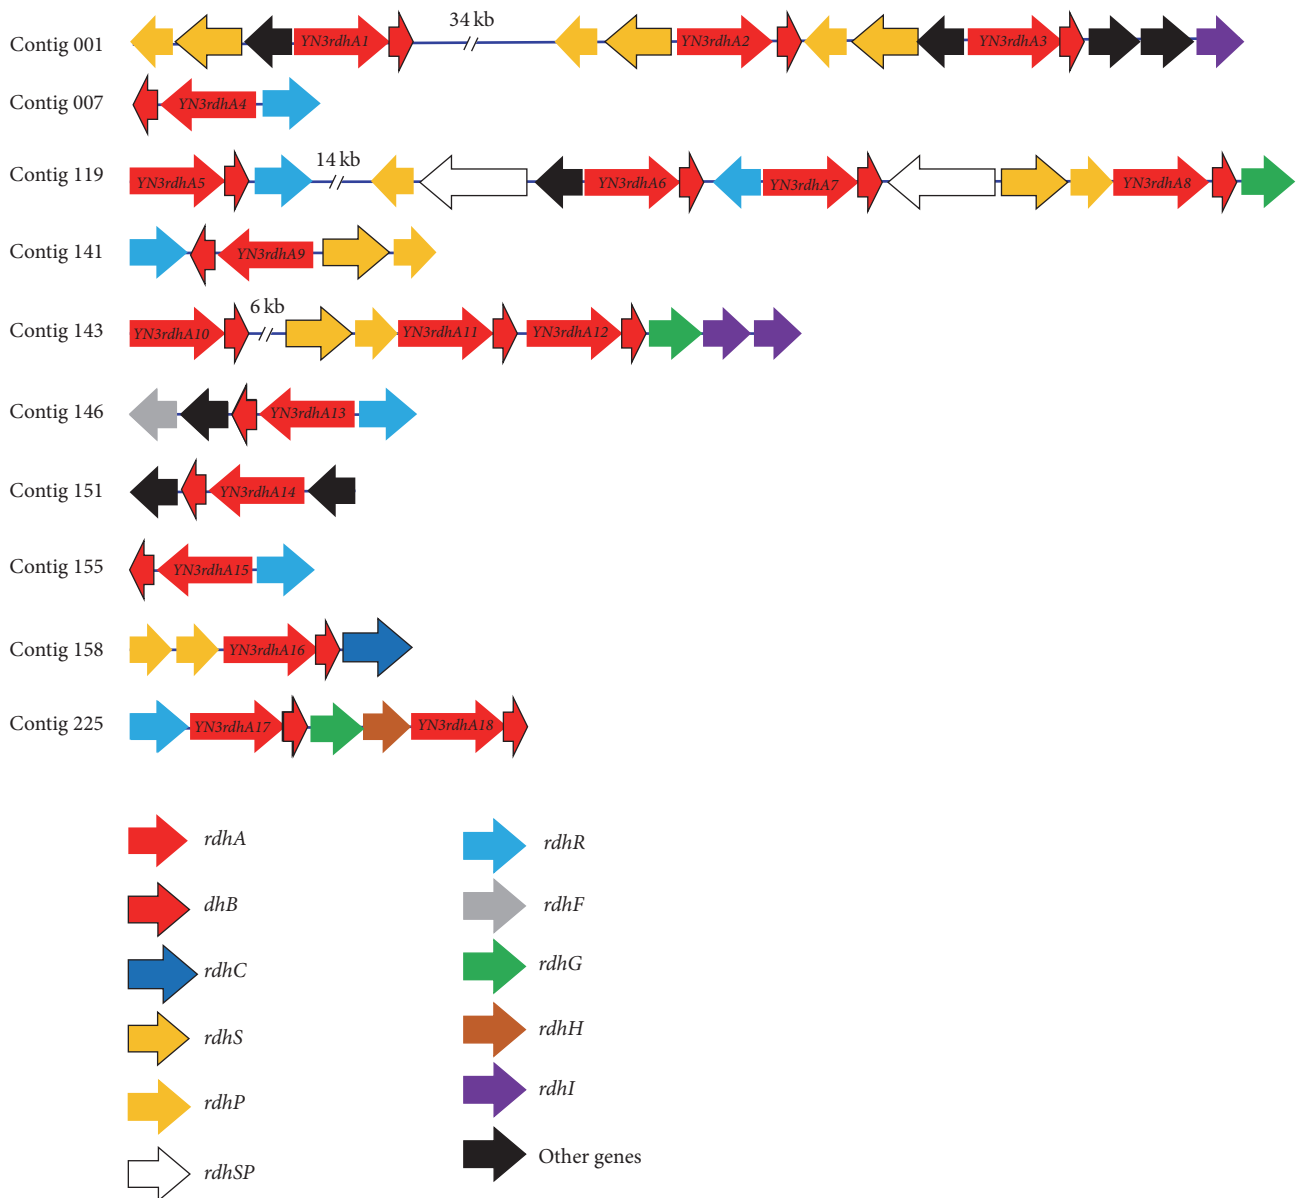 34 kb
Contig 001
YN3rdhA1
YN3rdhA2
YN3rdhA3
Contig 007
YN3rdhA4
14 kb
Contig 119
YN3rdhA5
YN3rdhA6
YN3rdhA7
YN3rdhA8
Contig 141
YN3rdhA9
6 kb
Contig 143
YN3rdhA10
YN3rdhA11
YN3rdhA12
Contig 146
YN3rdhA13
Contig 151
YN3rdhA14
Contig 155
YN3rdhA15
Contig 158
YN3rdhA16
Contig 225
YN3rdhA17
YN3rdhA18
rdhA
dhB
rdhC
rdhS
rdhP
rdhSP
rdhR
rdhF
rdhG
rdhH
rdhI
Other genes